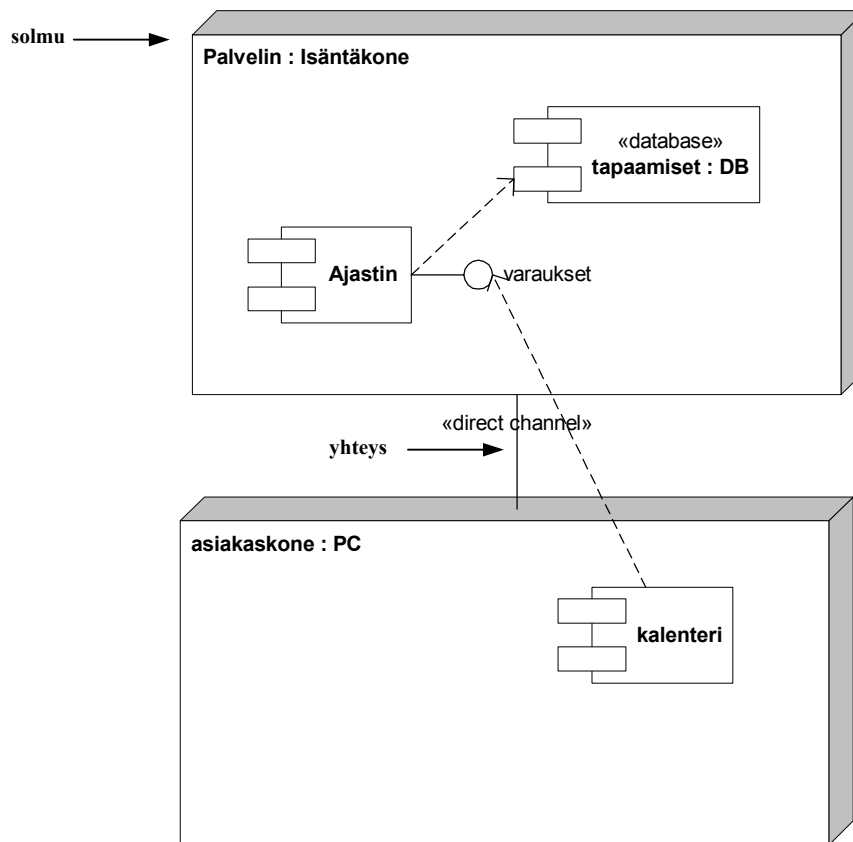 solmu
Palvelin : Isäntäkone
«database»
tapaamiset : DB
Ajastin
varaukset
«direct channel»
yhteys
asiakaskone : PC
kalenteri